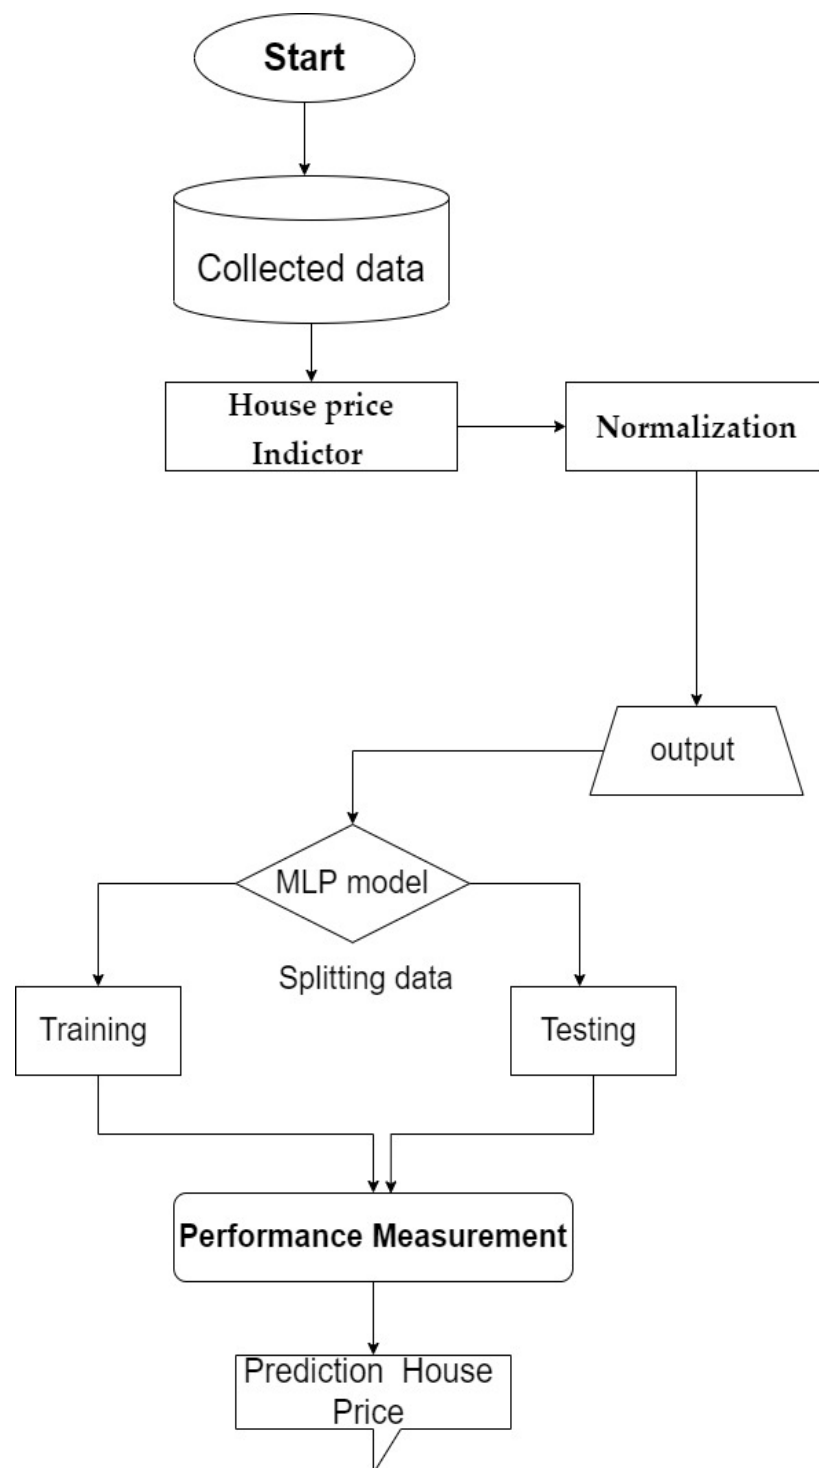 Start
Collected data
House price
Indictor
Normalization
output
MLP model
Splitting data
Training
Testing
Performance Measurement
Prediction House
Price